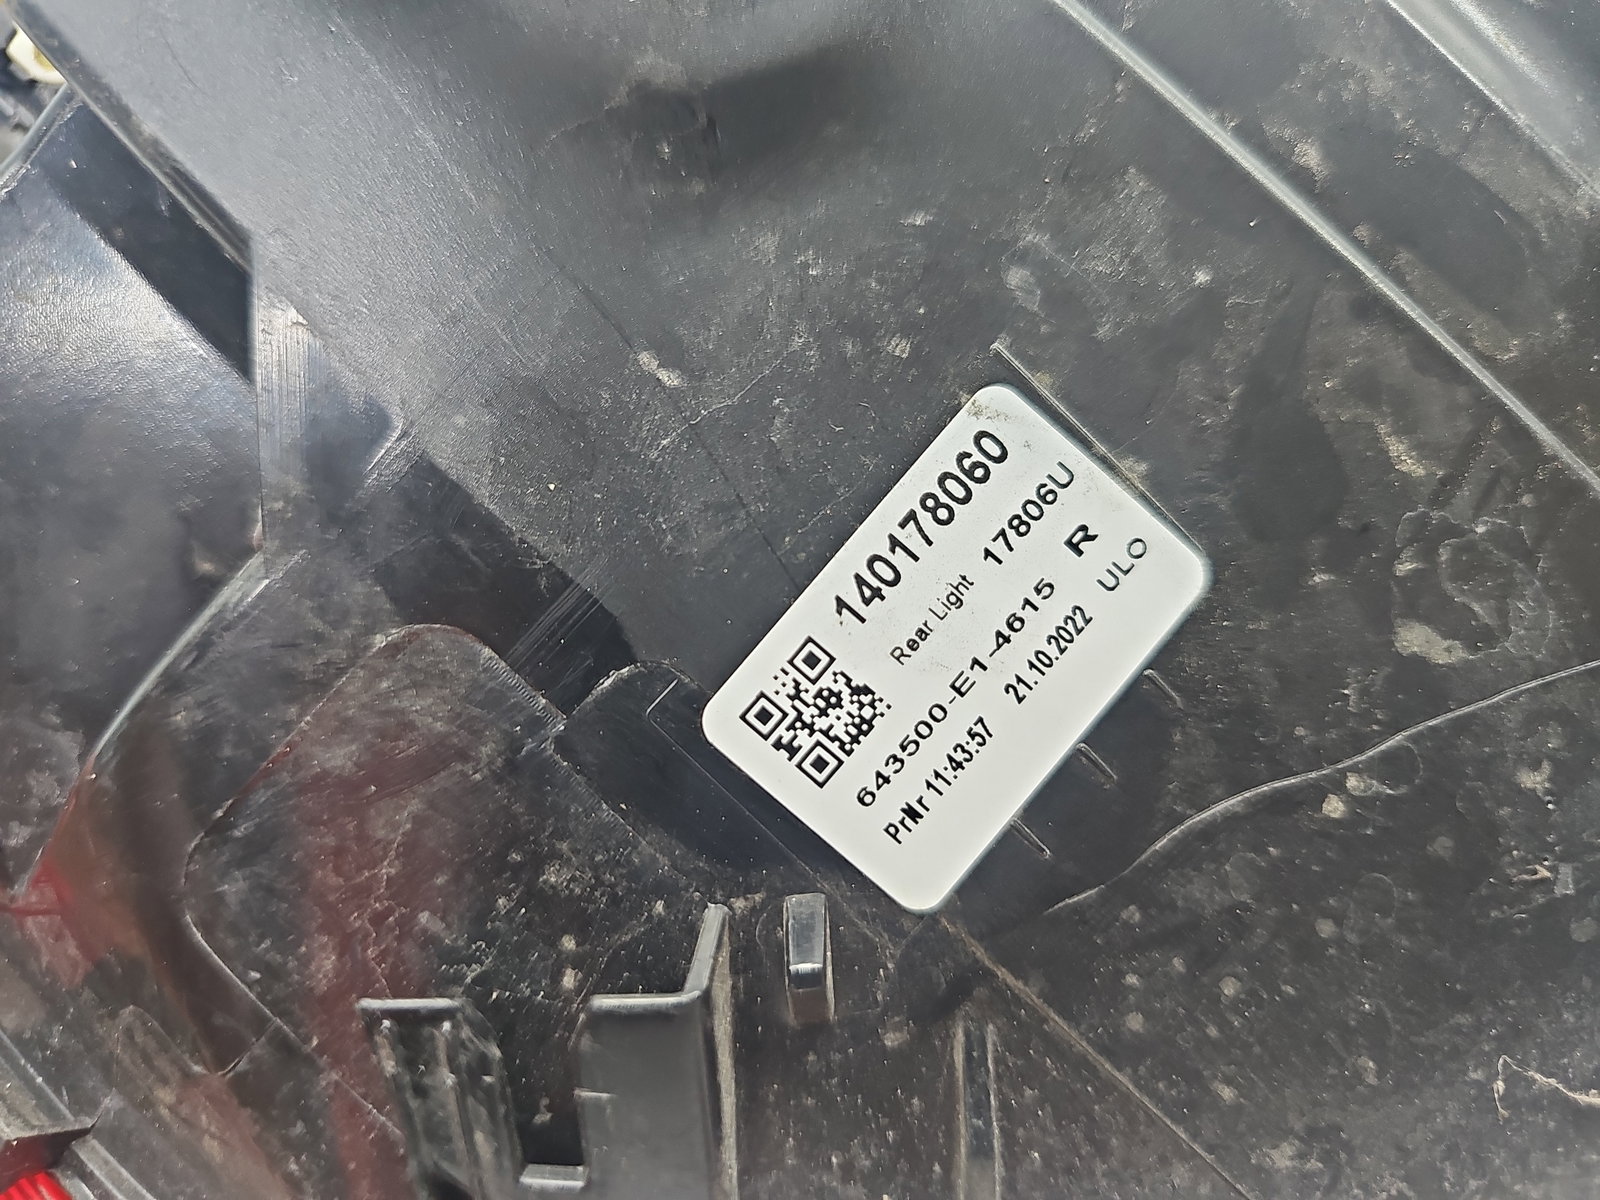 140178060
Rear Light 17806U
643500-E1-4615 R
PrNr 11:43:57 21.10.2022 ULO